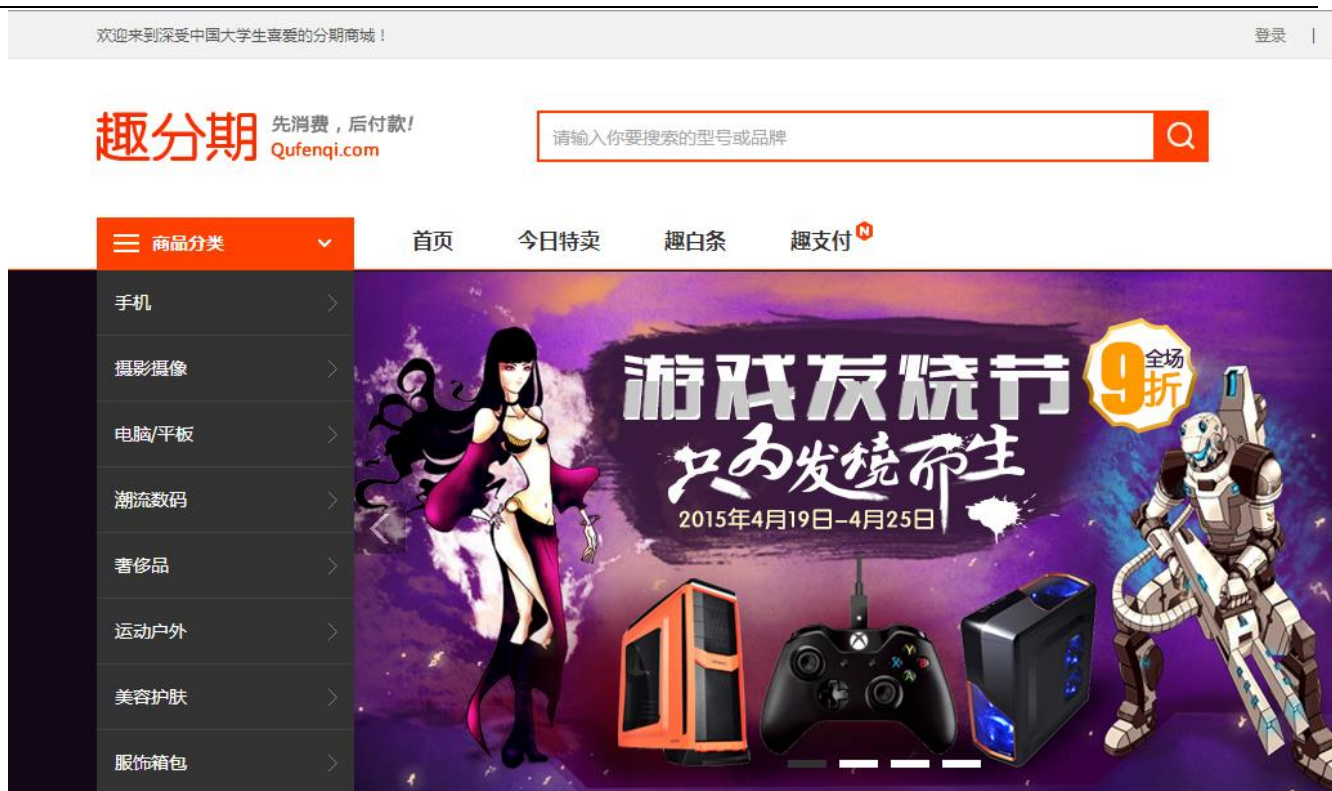 欢迎来到深受中国大学生喜爱的分期商城！
登录 |
趣分期
先消费，后付款!
Qufenqi.com
请输入你要搜索的型号或品牌
商品分类
首页
今日特卖
趣白条
趣支付
N
手机
摄影摄像
电脑/平板
潮流数码
奢侈品
运动户外
美容护肤
服饰箱包
游戏发烧节
9
全场
折
只为发烧而生
2015年4月19日-4月25日
Y
X
B
A